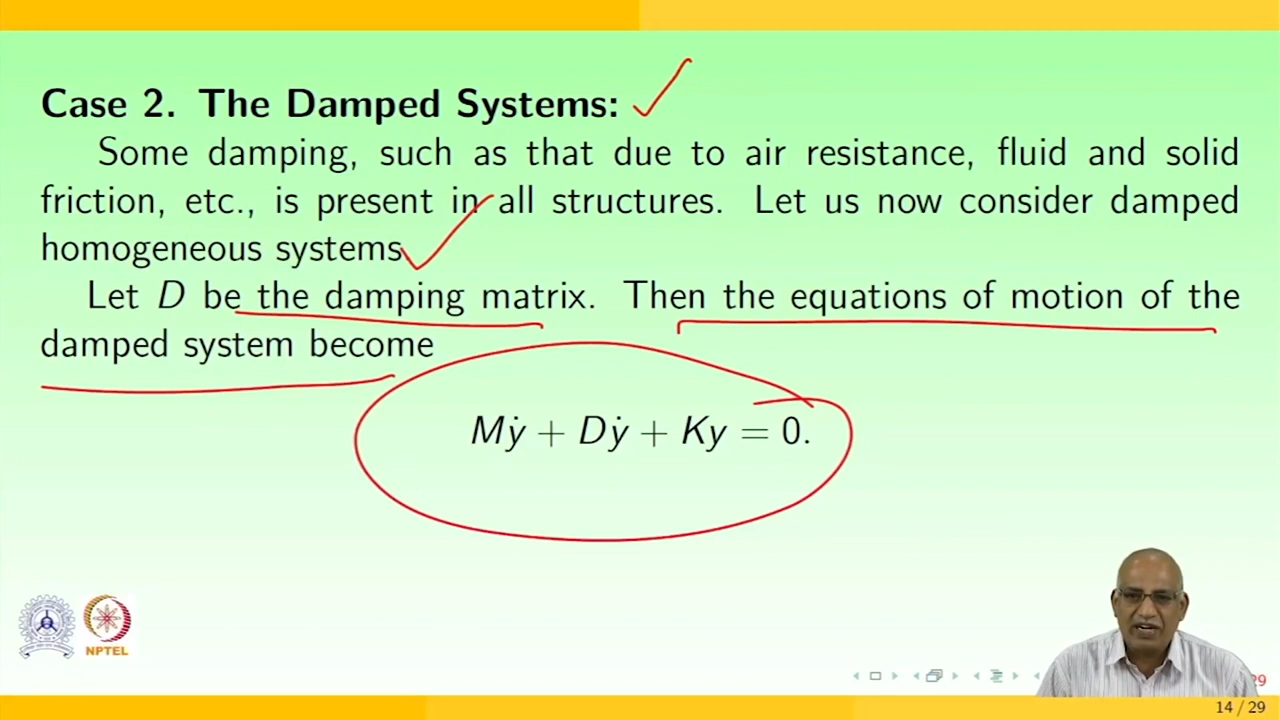 Case 2. The Damped Systems:
Some damping, such as that due to air resistance, fluid and solid
friction, etc., is present in all structures. Let us now consider damped
homogeneous systems
Let D be the damping matrix. Then the equations of motion of the
damped system become
Mẏ + Dẏ + Ky = 0.
NPTEL
29
14 / 29